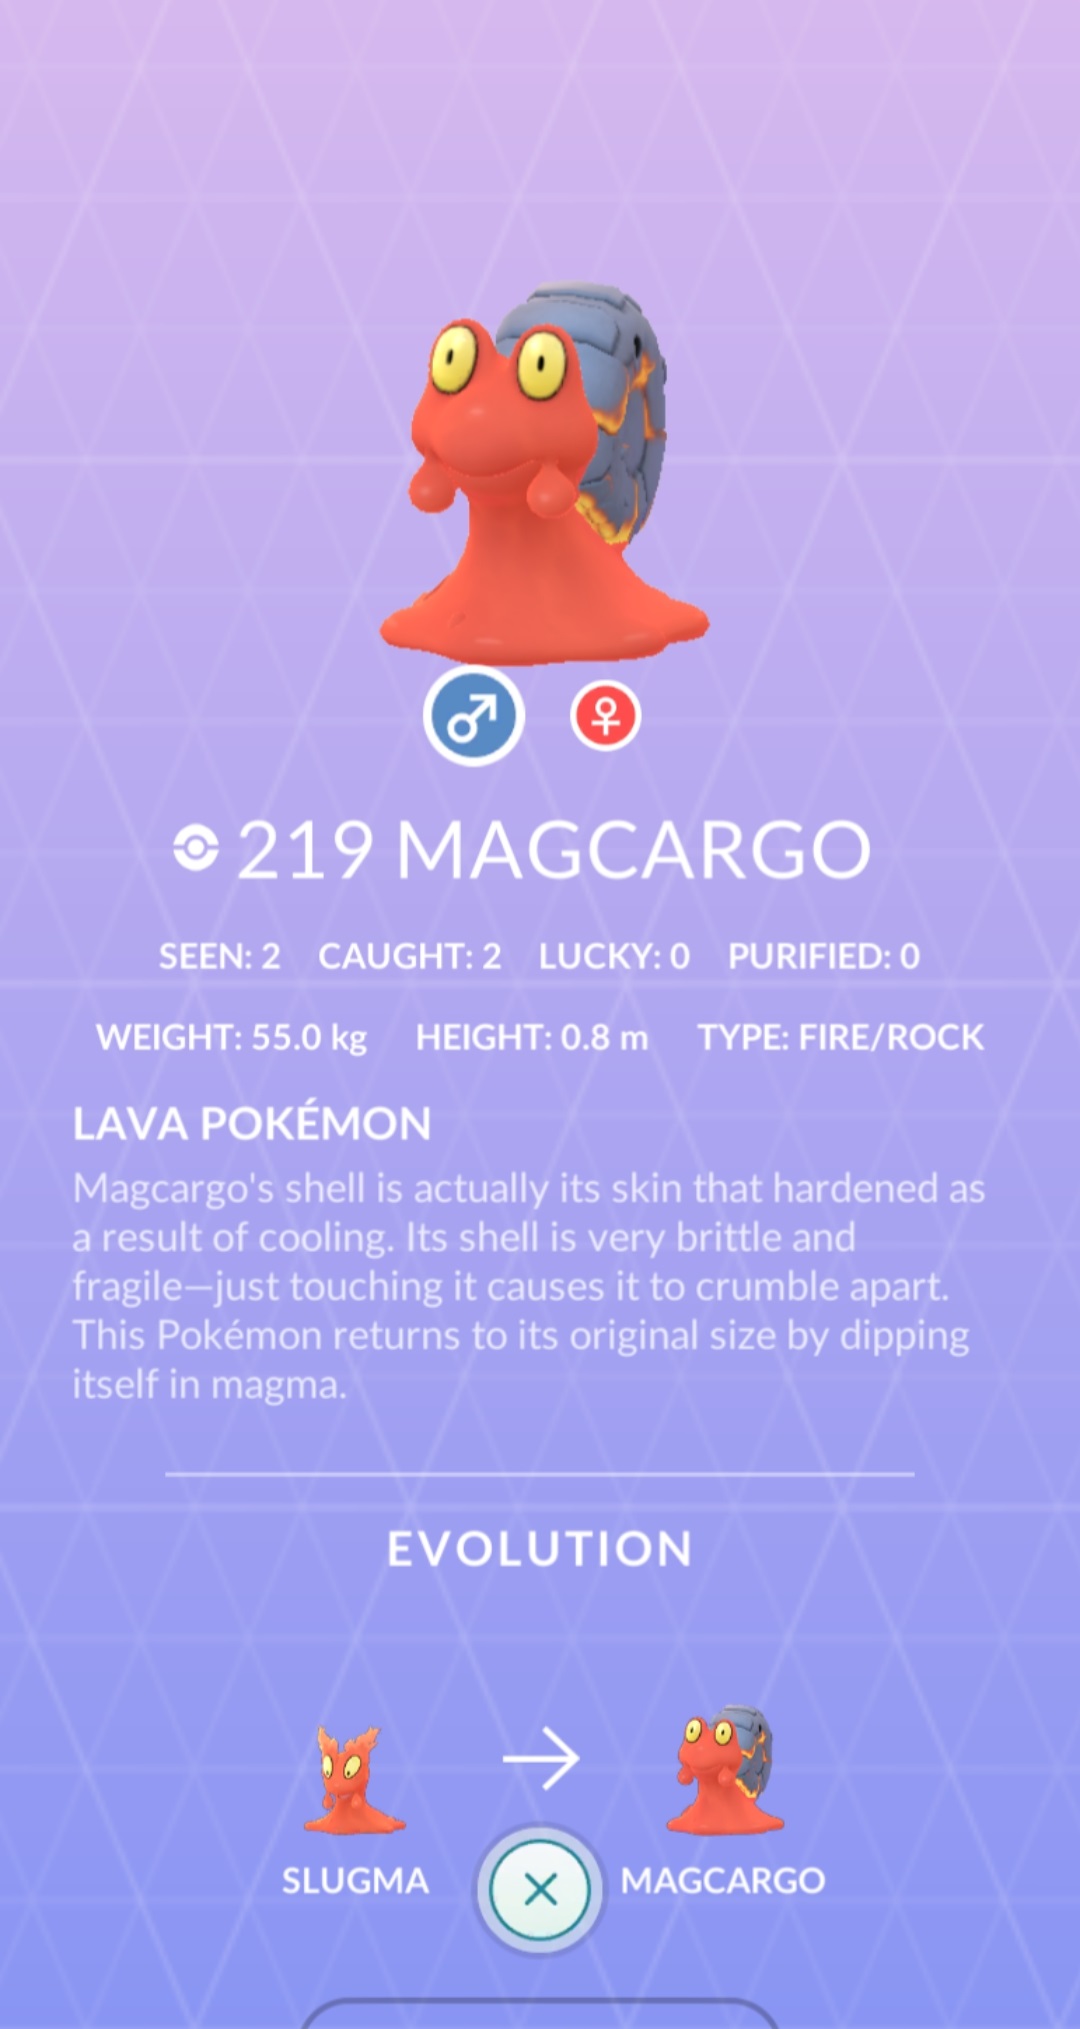 219 MAGCARGO
SEEN: 2 CAUGHT: 2 LUCKY: 0 PURIFIED: 0
WEIGHT: 55.0 kg HEIGHT: 0.8 m TYPE: FIRE/ROCK
LAVA POKÉMON
Magcargo's shell is actually its skin that hardened as
a result of cooling. Its shell is very brittle and
fragile—just touching it causes it to crumble apart.
This Pokémon returns to its original size by dipping
itself in magma.
EVOLUTION
SLUGMA MAGCARGO